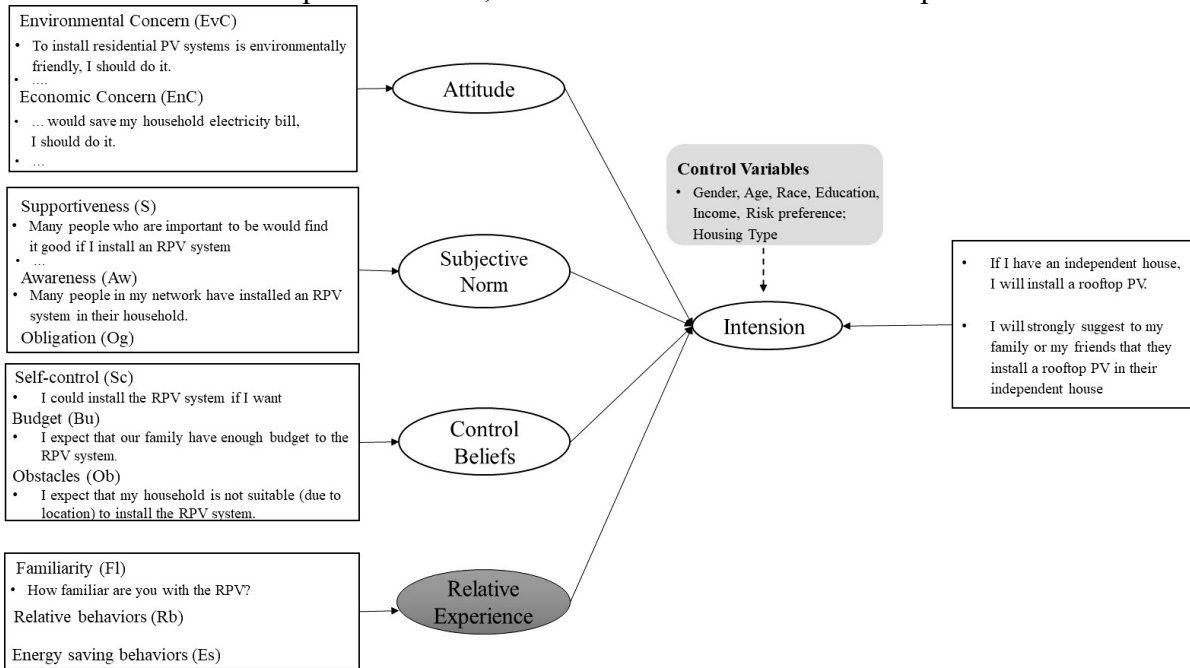 Environmental Concern (EvC)
• To install residential PV systems is environmentally
friendly, I should do it.
• ....
Economic Concern (EnC)
• ... would save my household electricity bill,
I should do it.
• ...
Attitude
Supportiveness (S)
• Many people who are important to be would find
it good if I install an RPV system
• ...
Awareness (Aw)
• Many people in my network have installed an RPV
system in their household.
Obligation (Og)
Subjective
Norm
Self-control (Sc)
• I could install the RPV system if I want
Budget (Bu)
• I expect that our family have enough budget to the
RPV system.
Obstacles (Ob)
• I expect that my household is not suitable (due to
location) to install the RPV system.
Control
Beliefs
Familiarity (Fl)
• How familiar are you with the RPV?
Relative behaviors (Rb)
Energy saving behaviors (Es)
Relative
Experience
Control Variables
• Gender, Age, Race, Education,
Income, Risk preference;
Housing Type
Intension
• If I have an independent house,
I will install a rooftop PV.
• I will strongly suggest to my
family or my friends that they
install a rooftop PV in their
independent house